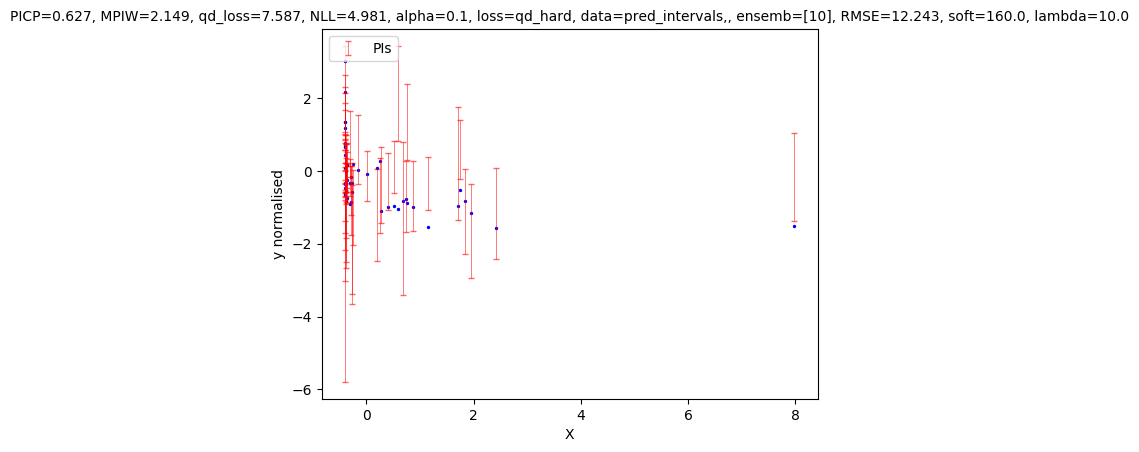 PICP=0.627, MPIW=2.149, qd_loss=7.587, NLL=4.981, alpha=0.1, loss=qd_hard, data=pred_intervals,, ensemb=[10], RMSE=12.243, soft=160.0, lambda=10.0
PIs
2
0
−2
−4
−6
y normalised
0 2 4 6 8
X